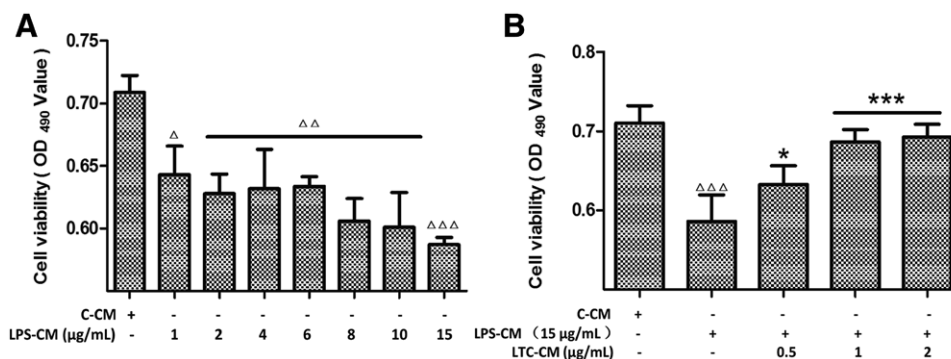 A
Cell viability ( OD 490 Value )
0.75
0.70
0.65
0.60
△
△△
△△△
C-CM + - - - - - - -
LPS-CM (μg/mL) - 1 2 4 6 8 10 15
B
Cell viability ( OD 490 Value )
0.8
0.7
0.6
△△△
*
***
C-CM + - - - -
LPS-CM （15 μg/mL） - + + + +
LTC-CM (μg/mL) - - 0.5 1 2